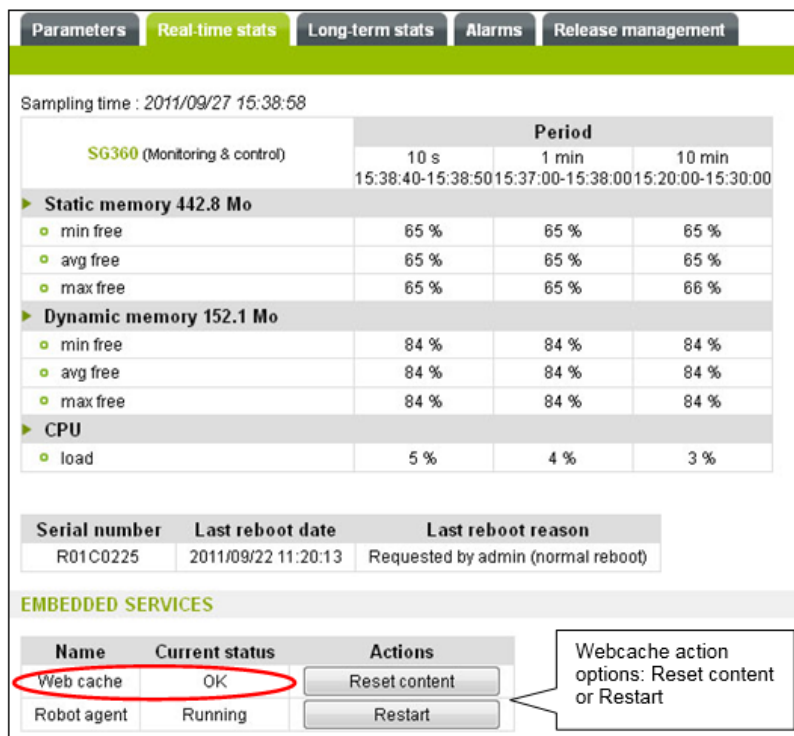 Parameters Real-time stats Long-term stats Alarms Release management
Sampling time : 2011/09/27 15:38:58
SG360 (Monitoring & control) Period
10 s 1 min 10 min
15:38:40-15:38:50 15:37:00-15:38:00 15:20:00-15:30:00
Static memory 442.8 Mo
min free 65 % 65 % 65 %
avg free 65 % 65 % 65 %
max free 65 % 65 % 66 %
Dynamic memory 152.1 Mo
min free 84 % 84 % 84 %
avg free 84 % 84 % 84 %
max free 84 % 84 % 84 %
CPU
load 5 % 4 % 3 %
Serial number Last reboot date Last reboot reason
R01C0225 2011/09/22 11:20:13 Requested by admin (normal reboot)
EMBEDDED SERVICES
Name Current status Actions
Web cache OK Reset content
Robot agent Running Restart
Webcache action
options: Reset content
or Restart